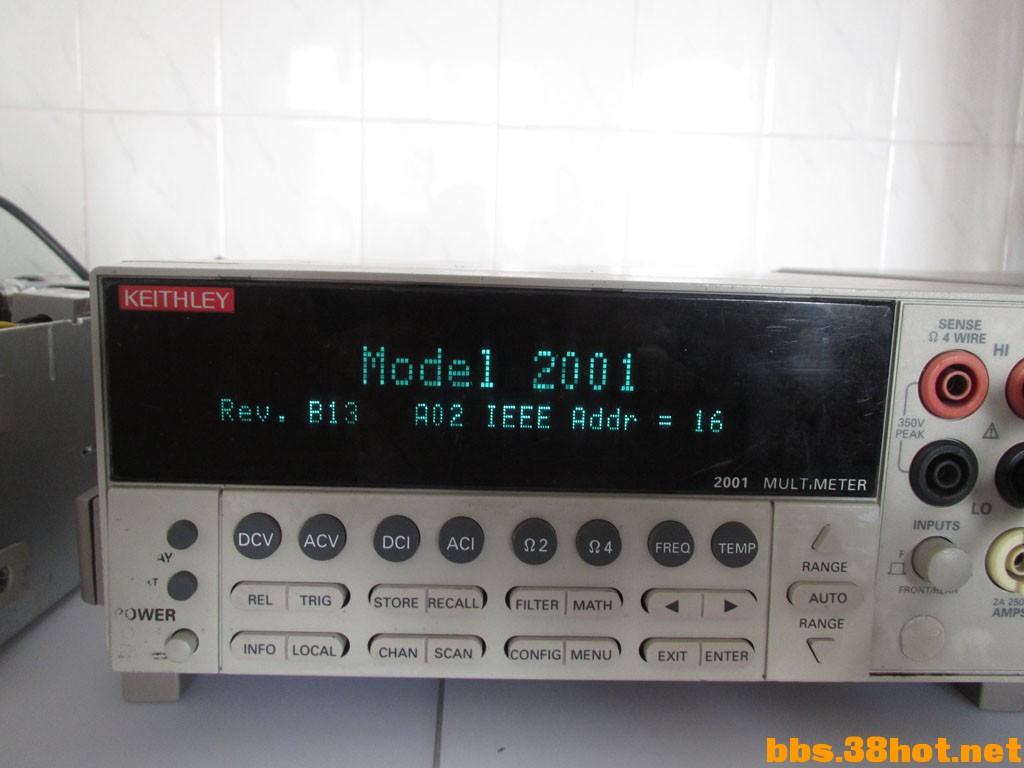 KEITHLEY
Model 2001
Rev. B13 A02 IEEE Addr = 16
2001 MULTIMETER
SENSE
Ω 4 WIRE
HI
350V
PEAK
LO
INPUTS
F
FRONT/REAR
2A 250
AMPS
DCV ACV DCI ACI Ω2 Ω4 FREQ TEMP
RANGE
REL TRIG STORE RECALL FILTER MATH
AUTO
RANGE
POWER
INFO LOCAL CHAN SCAN CONFIG MENU EXIT ENTER
bbs.38hot.net